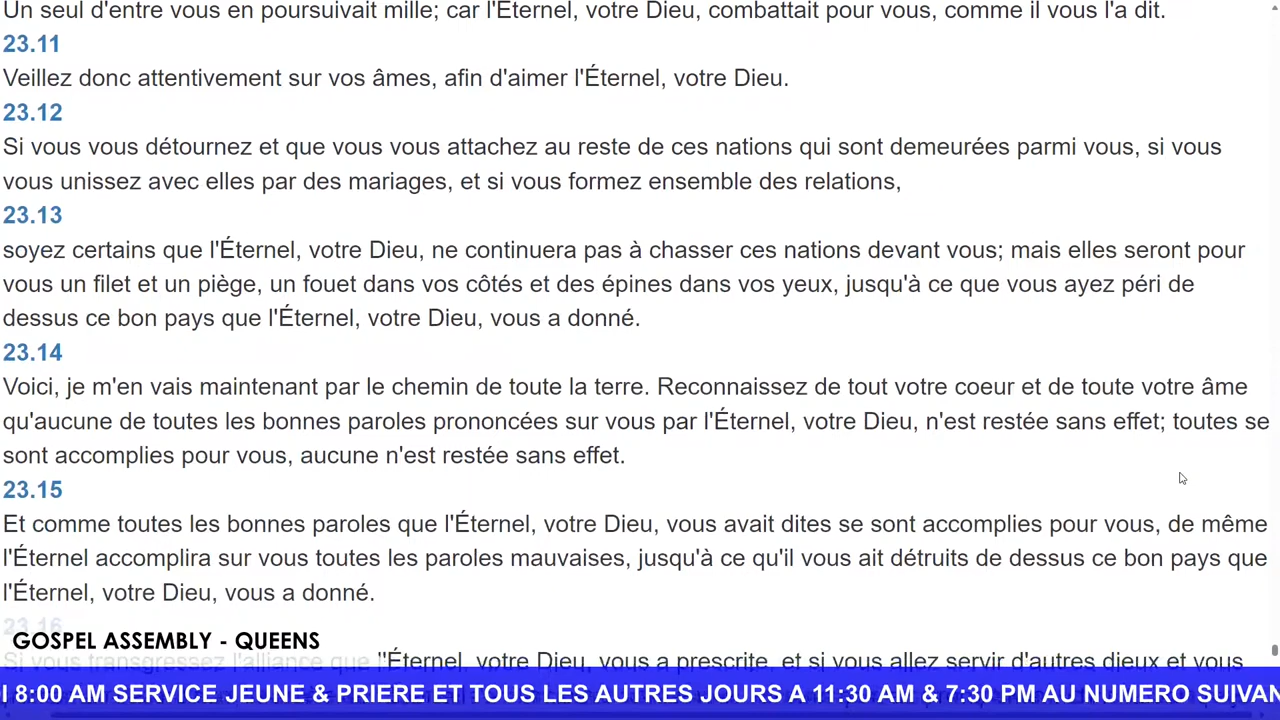 Un seul d'entre vous en poursuivait mille; car l'Éternel, votre Dieu, combattait pour vous, comme il vous l'a dit.
23.11
Veillez donc attentivement sur vos âmes, afin d'aimer l'Éternel, votre Dieu.
23.12
Si vous vous détournez et que vous vous attachez au reste de ces nations qui sont demeurées parmi vous, si vous
vous unissez avec elles par des mariages, et si vous formez ensemble des relations,
23.13
soyez certains que l'Éternel, votre Dieu, ne continuera pas à chasser ces nations devant vous; mais elles seront pour
vous un filet et un piège, un fouet dans vos côtés et des épines dans vos yeux, jusqu'à ce que vous ayez péri de
dessus ce bon pays que l'Éternel, votre Dieu, vous a donné.
23.14
Voici, je m'en vais maintenant par le chemin de toute la terre. Reconnaissez de tout votre coeur et de toute votre âme
qu'aucune de toutes les bonnes paroles prononcées sur vous par l'Éternel, votre Dieu, n'est restée sans effet; toutes se
sont accomplies pour vous, aucune n'est restée sans effet.
23.15
Et comme toutes les bonnes paroles que l'Éternel, votre Dieu, vous avait dites se sont accomplies pour vous, de même
l'Éternel accomplira sur vous toutes les paroles mauvaises, jusqu'à ce qu'il vous ait détruits de dessus ce bon pays que
l'Éternel, votre Dieu, vous a donné.
23.16
GOSPEL ASSEMBLY - QUEENS
Si vous transgressez l'alliance que l'Éternel, votre Dieu, vous a prescrite, et si vous allez servir d'autres dieux et vous
8:00 AM SERVICE JEUNE & PRIERE ET TOUS LES AUTRES JOURS A 11:30 AM & 7:30 PM AU NUMERO SUIVAN